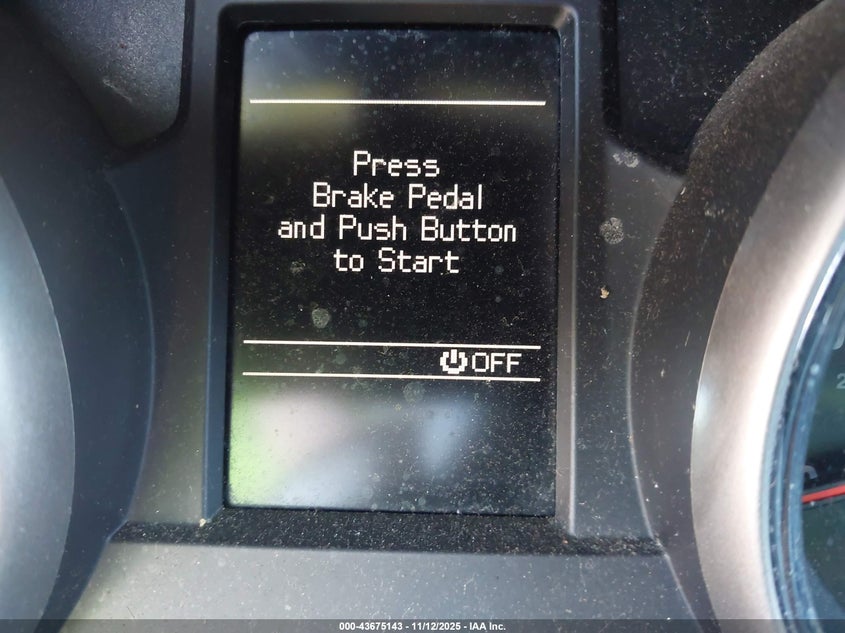 Press
Brake Pedal
and Push Button
to Start
OFF
000-43675143 - 11/12/2025 - IAA Inc.